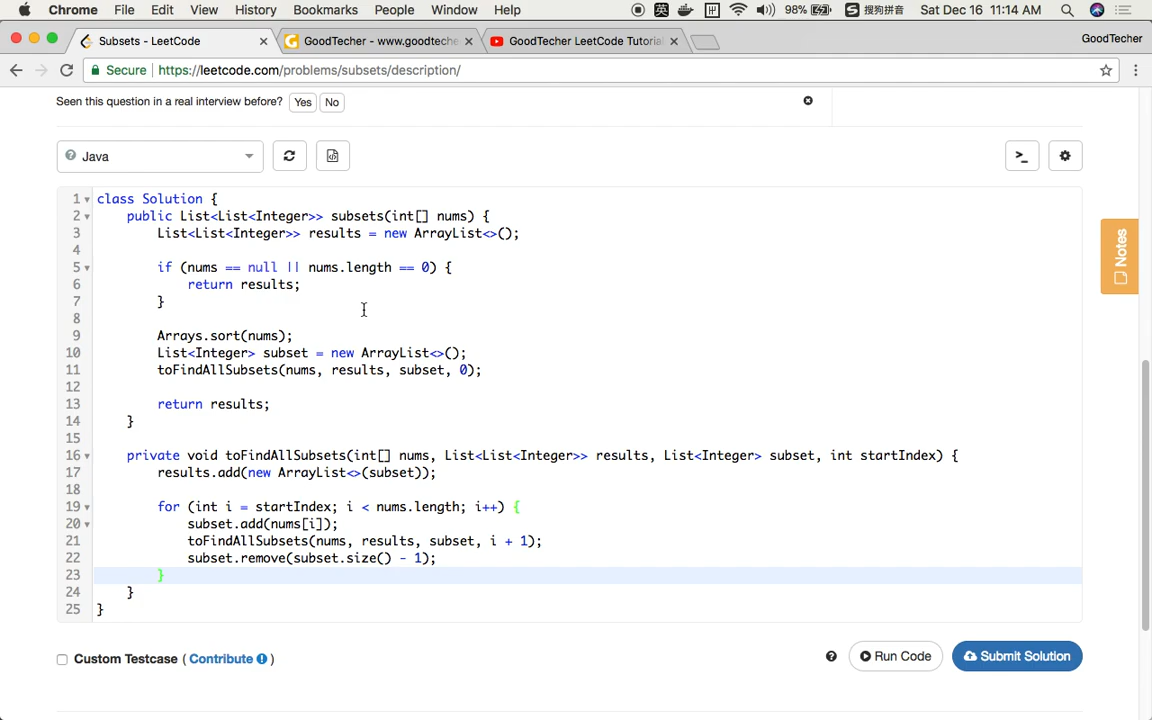 Chrome File Edit View History Bookmarks People Window Help 英 98% 搜狗拼音 Sat Dec 16 11:14 AM
Subsets - LeetCode GoodTecher - www.goodteche GoodTecher LeetCode Tutorial GoodTecher
Secure https://leetcode.com/problems/subsets/description/
Seen this question in a real interview before? Yes No
Java
Notes
1 class Solution {
2 public List<List<Integer>> subsets(int[] nums) {
3 List<List<Integer>> results = new ArrayList<>();
4
5 if (nums == null || nums.length == 0) {
6 return results;
7 }
8
9 Arrays.sort(nums);
10 List<Integer> subset = new ArrayList<>();
11 toFindAllSubsets(nums, results, subset, 0);
12
13 return results;
14 }
15
16 private void toFindAllSubsets(int[] nums, List<List<Integer>> results, List<Integer> subset, int startIndex) {
17 results.add(new ArrayList<>(subset));
18
19 for (int i = startIndex; i < nums.length; i++) {
20 subset.add(nums[i]);
21 toFindAllSubsets(nums, results, subset, i + 1);
22 subset.remove(subset.size() - 1);
23 }
24 }
25 }
Custom Testcase ( Contribute ) Run Code Submit Solution